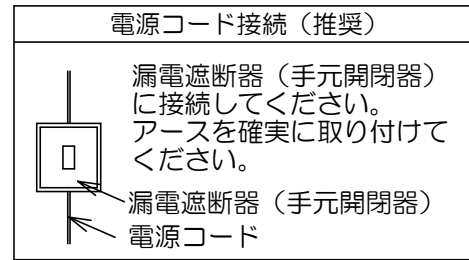 電源コード接続（推奨）
漏電遮断器（手元開閉器）
に接続してください。
アースを確実に取り付けて
ください。
漏電遮断器（手元開閉器）
電源コード